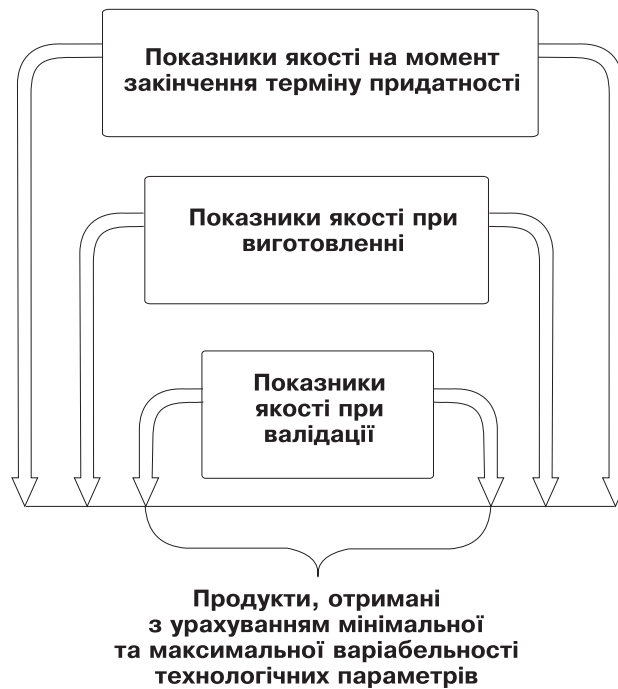 Показники якості на момент
закінчення терміну придатності
Показники якості при
виготовленні
Показники
якості при
валідації
Продукти, отримані
з урахуванням мінімальної
та максимальної варіабельності
технологічних параметрів